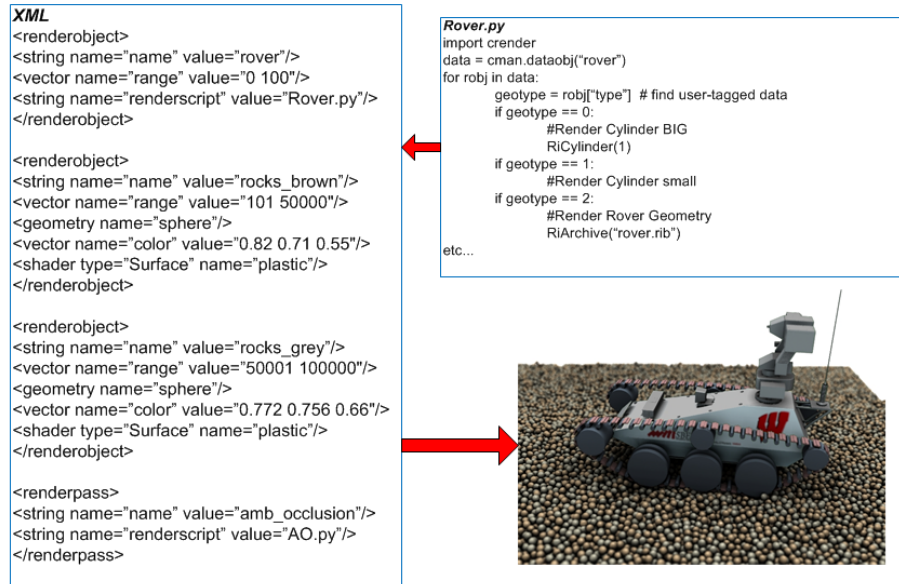 XML
<renderobject>
<string name=”name” value=”rover”/>
<vector name=”range” value=”0 100"/>
<string name=”renderscript” value=”Rover.py”/>
</renderobject>
<renderobject>
<string name=”name” value=”rocks_brown”/>
<vector name=”range” value=”101 50000"/>
<geometry name=”sphere”/>
<vector name=”color” value=”0.82 0.71 0.55"/>
<shader type=”Surface” name=”plastic”/>
</renderobject>
<renderobject>
<string name=”name” value=”rocks_grey”/>
<vector name=”range” value=”50001 100000"/>
<geometry name=”sphere”/>
<vector name=”color” value=”0.772 0.756 0.66"/>
<shader type=”Surface” name=”plastic”/>
</renderobject>
<renderpass>
<string name=”name” value=”amb_occlusion”/>
<string name=”renderscript” value=”AO.py”/>
</renderpass>
Rover.py
import crender
data = cman.dataobj(“rover”)
for robj in data:
geotype = robj[“type”] # find user-tagged data
if geotype == 0:
#Render Cylinder BIG
RiCylinder(1)
if geotype == 1:
#Render Cylinder small
if geotype == 2:
#Render Rover Geometry
RiArchive(“rover.rib”)
etc...
W